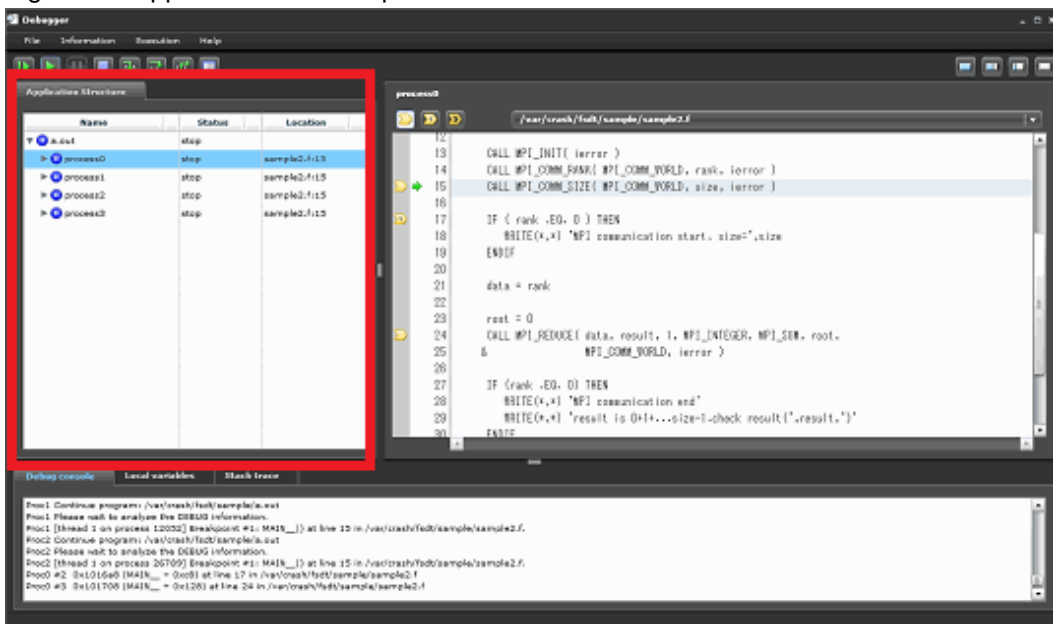 Debugger
File Information Execution Help
Application Structure
Name Status Location
a.out stop
process0 stop sample2.f:15
process1 stop sample2.f:15
process2 stop sample2.f:15
process3 stop sample2.f:15
process0
/var/crash/fsdt/sample/sample2.f
12
13 CALL MPI_INIT( ierror )
14 CALL MPI_COMM_RANK( MPI_COMM_WORLD, rank, ierror )
15 CALL MPI_COMM_SIZE( MPI_COMM_WORLD, size, ierror )
16
17 IF ( rank .EQ. 0 ) THEN
18 WRITE(*,*) 'MPI communication start. size=',size
19 ENDIF
20
21 data = rank
22
23 root = 0
24 CALL MPI_REDUCE( data, result, 1, MPI_INTEGER, MPI_SUM, root,
25 & MPI_COMM_WORLD, ierror )
26
27 IF (rank .EQ. 0) THEN
28 WRITE(*,*) 'MPI communication end'
29 WRITE(*,*) 'result is 0+1+...size-1.check result(',result,')'
30 ENDIF
Debug console Local variables Stack trace
Proc1 Continue program: /var/crash/fsdt/sample/a.out
Proc1 Please wait to analyze the DEBUG information.
Proc1 [thread 1 on process 12052] Breakpoint #1: MAIN__() at line 15 in /var/crash/fsdt/sample/sample2.f.
Proc2 Continue program: /var/crash/fsdt/sample/a.out
Proc2 Please wait to analyze the DEBUG information.
Proc2 [thread 1 on process 26709] Breakpoint #1: MAIN__() at line 15 in /var/crash/fsdt/sample/sample2.f.
Proc0 #2 0x1016a8 (MAIN__ + 0xc8) at line 17 in /var/crash/fsdt/sample/sample2.f
Proc0 #3 0x101708 (MAIN__ + 0x128) at line 24 in /var/crash/fsdt/sample/sample2.f